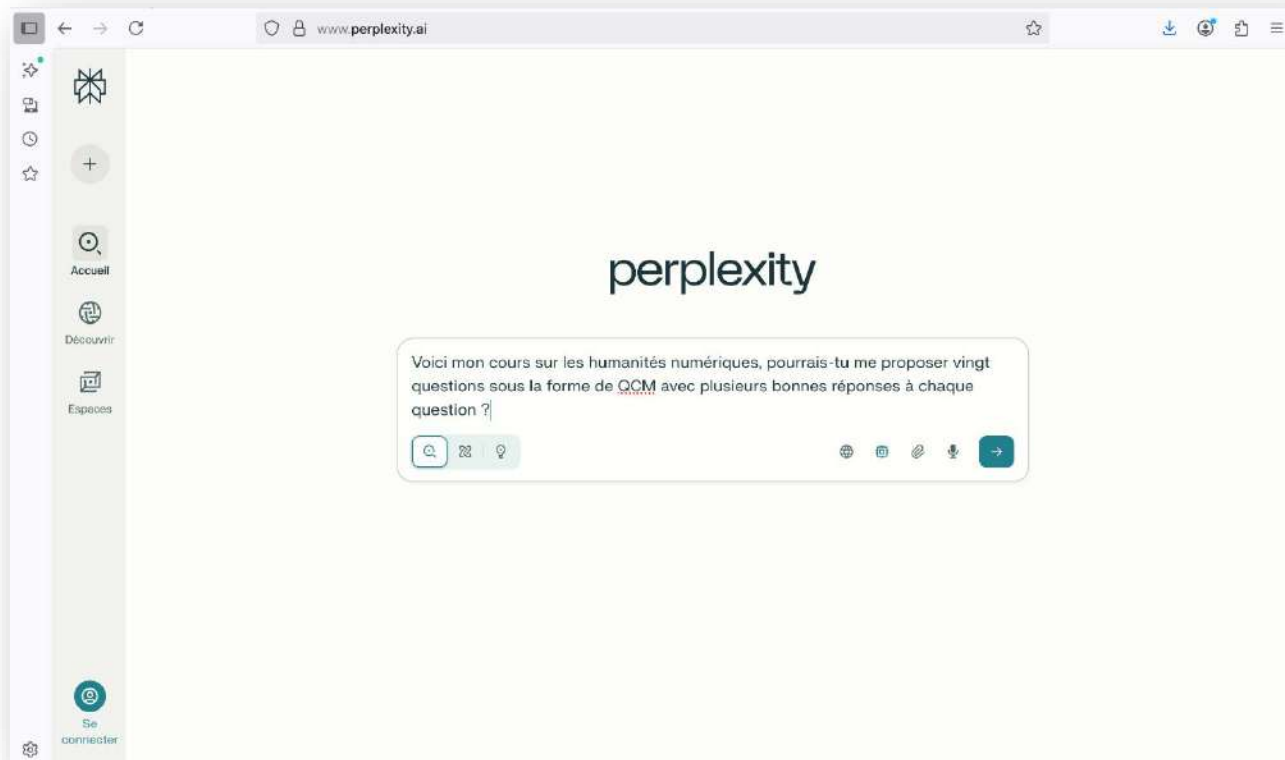 www.perplexity.ai
Accueil
Découvrir
Espaces
perplexity
Voici mon cours sur les humanités numériques, pourrais-tu me proposer vingt
questions sous la forme de QCM avec plusieurs bonnes réponses à chaque
question ?
Se
connecter